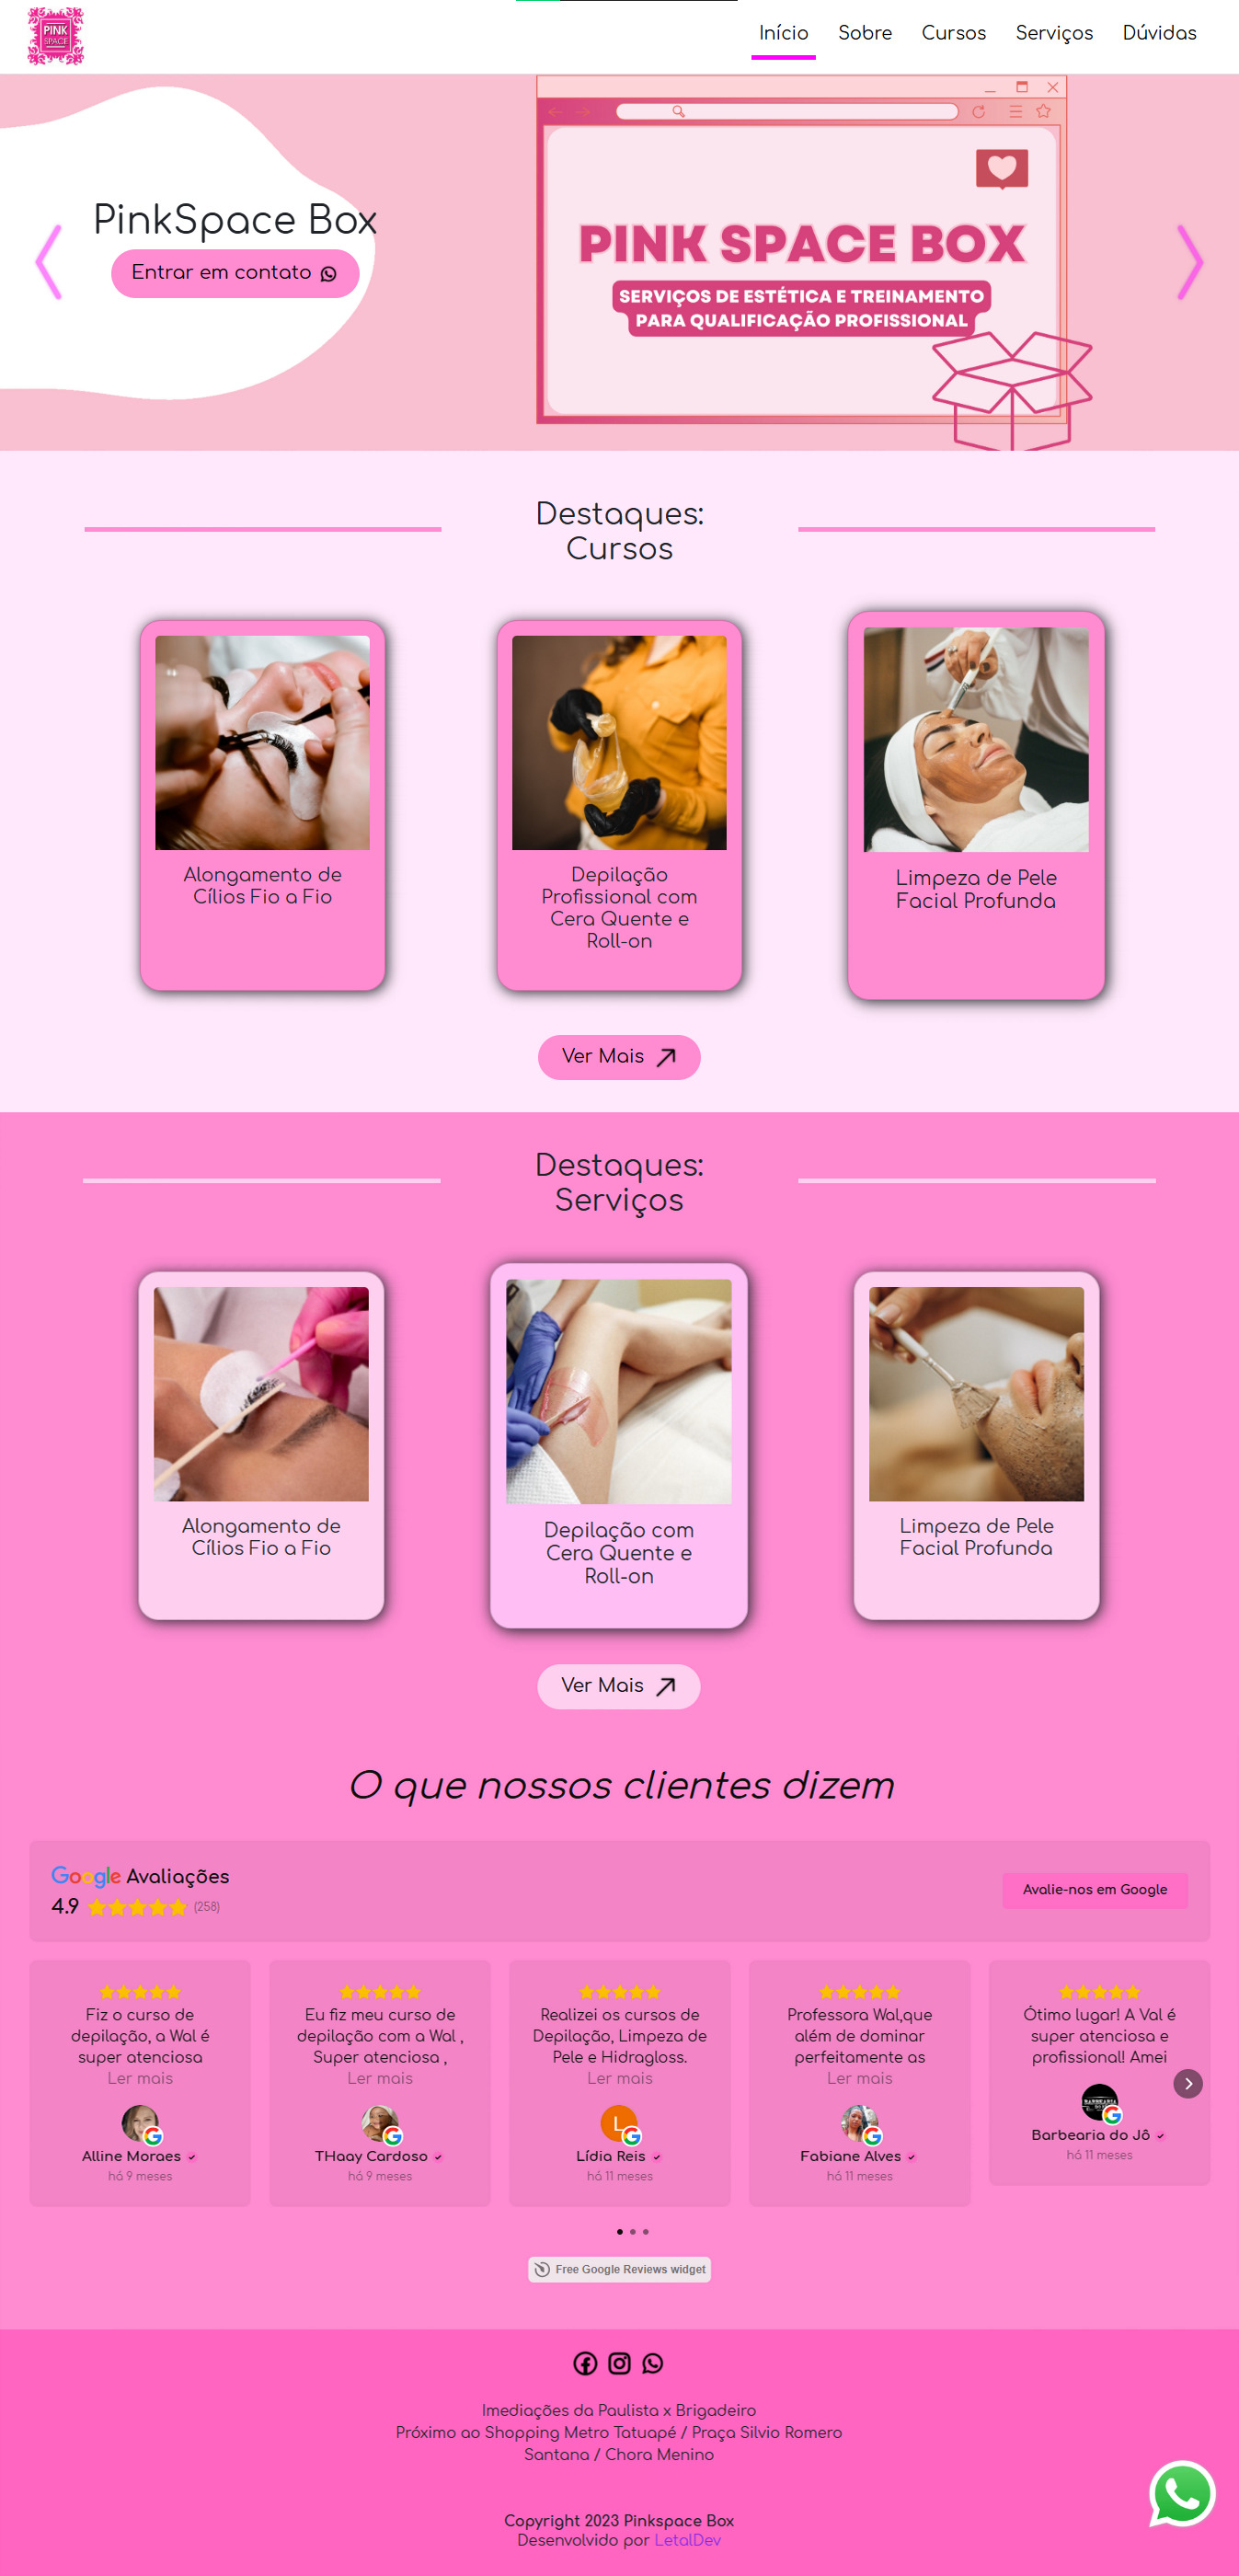 PINK
SPACE
Início Sobre Cursos Serviços Dúvidas
PinkSpace Box
Entrar em contato
PINK SPACE BOX
SERVIÇOS DE ESTÉTICA E TREINAMENTO
PARA QUALIFICAÇÃO PROFISSIONAL
Destaques:
Cursos
Alongamento de
Cílios Fio a Fio
Depilação
Profissional com
Cera Quente e
Roll-on
Limpeza de Pele
Facial Profunda
Ver Mais
Destaques:
Serviços
Alongamento de
Cílios Fio a Fio
Depilação com
Cera Quente e
Roll-on
Limpeza de Pele
Facial Profunda
Ver Mais
O que nossos clientes dizem
Google Avaliações
4.9 (258)
Avalie-nos em Google
Fiz o curso de
depilação, a Wal é
super atenciosa
Ler mais
Alline Moraes
há 9 meses
Eu fiz meu curso de
depilação com a Wal ,
Super atenciosa ,
Ler mais
THaay Cardoso
há 9 meses
Realizei os cursos de
Depilação, Limpeza de
Pele e Hidragloss.
Ler mais
L
Lídia Reis
há 11 meses
Professora Wal,que
além de dominar
perfeitamente as
Ler mais
Fabiane Alves
há 11 meses
Ótimo lugar! A Val é
super atenciosa e
profissional! Amei
BARBEARIA
Barbearia do Jô
há 11 meses
Free Google Reviews widget
Imediações da Paulista x Brigadeiro
Próximo ao Shopping Metro Tatuapé / Praça Silvio Romero
Santana / Chora Menino
Copyright 2023 Pinkspace Box
Desenvolvido por LetalDev